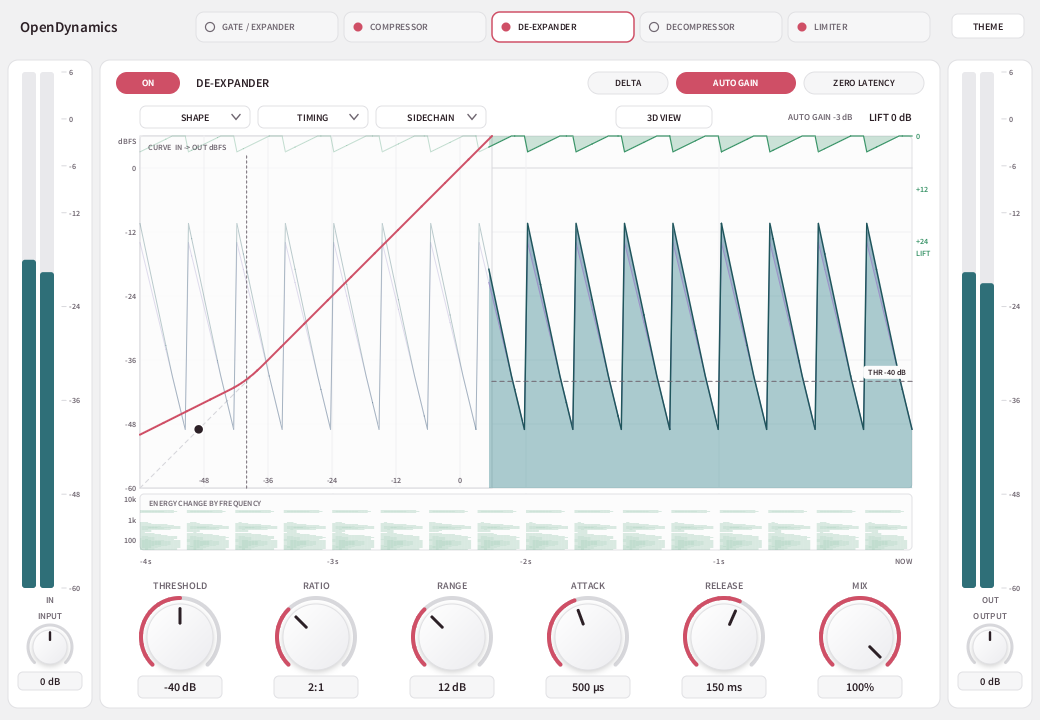 OpenDynamics
GATE / EXPANDER
COMPRESSOR
DE-EXPANDER
DECOMPRESSOR
LIMITER
THEME
ON
DE-EXPANDER
DELTA
AUTO GAIN
ZERO LATENCY
SHAPE
TIMING
SIDECHAIN
3D VIEW
AUTO GAIN -3 dB
LIFT 0 dB
dBFS
CURVE IN -> OUT dBFS
0
-12
-24
-36
-48
-60
-48
-36
-24
-12
0
0
+12
+24
LIFT
THR -40 dB
ENERGY CHANGE BY FREQUENCY
10k
1k
100
-4s
-3s
-2s
-1s
NOW
6
0
-6
-12
-24
-36
-48
-60
IN
INPUT
0 dB
THRESHOLD
RATIO
RANGE
ATTACK
RELEASE
MIX
-40 dB
2:1
12 dB
500 µs
150 ms
100%
6
0
-6
-12
-24
-36
-48
-60
OUT
OUTPUT
0 dB